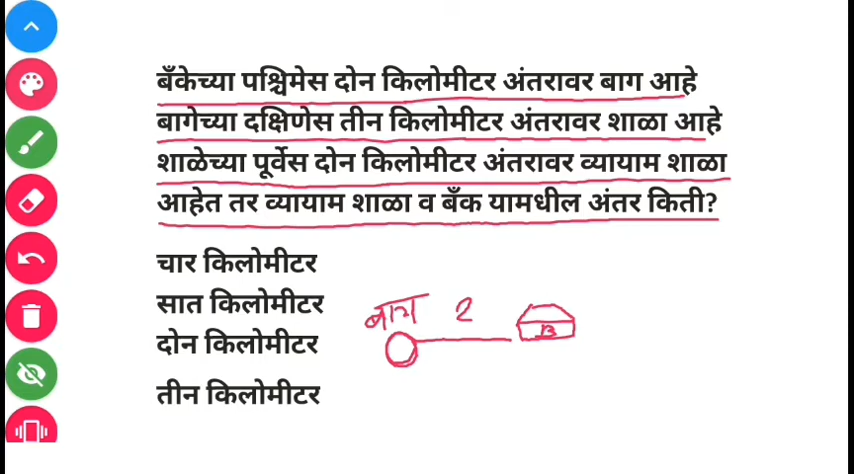 बँकेच्या पश्चिमेस दोन किलोमीटर अंतरावर बाग आहे
बागेच्या दक्षिणेस तीन किलोमीटर अंतरावर शाळा आहे
शाळेच्या पूर्वेस दोन किलोमीटर अंतरावर व्यायाम शाळा
आहेत तर व्यायाम शाळा व बँक यामधील अंतर किती?
चार किलोमीटर
सात किलोमीटर
बाग 2
B
दोन किलोमीटर
तीन किलोमीटर